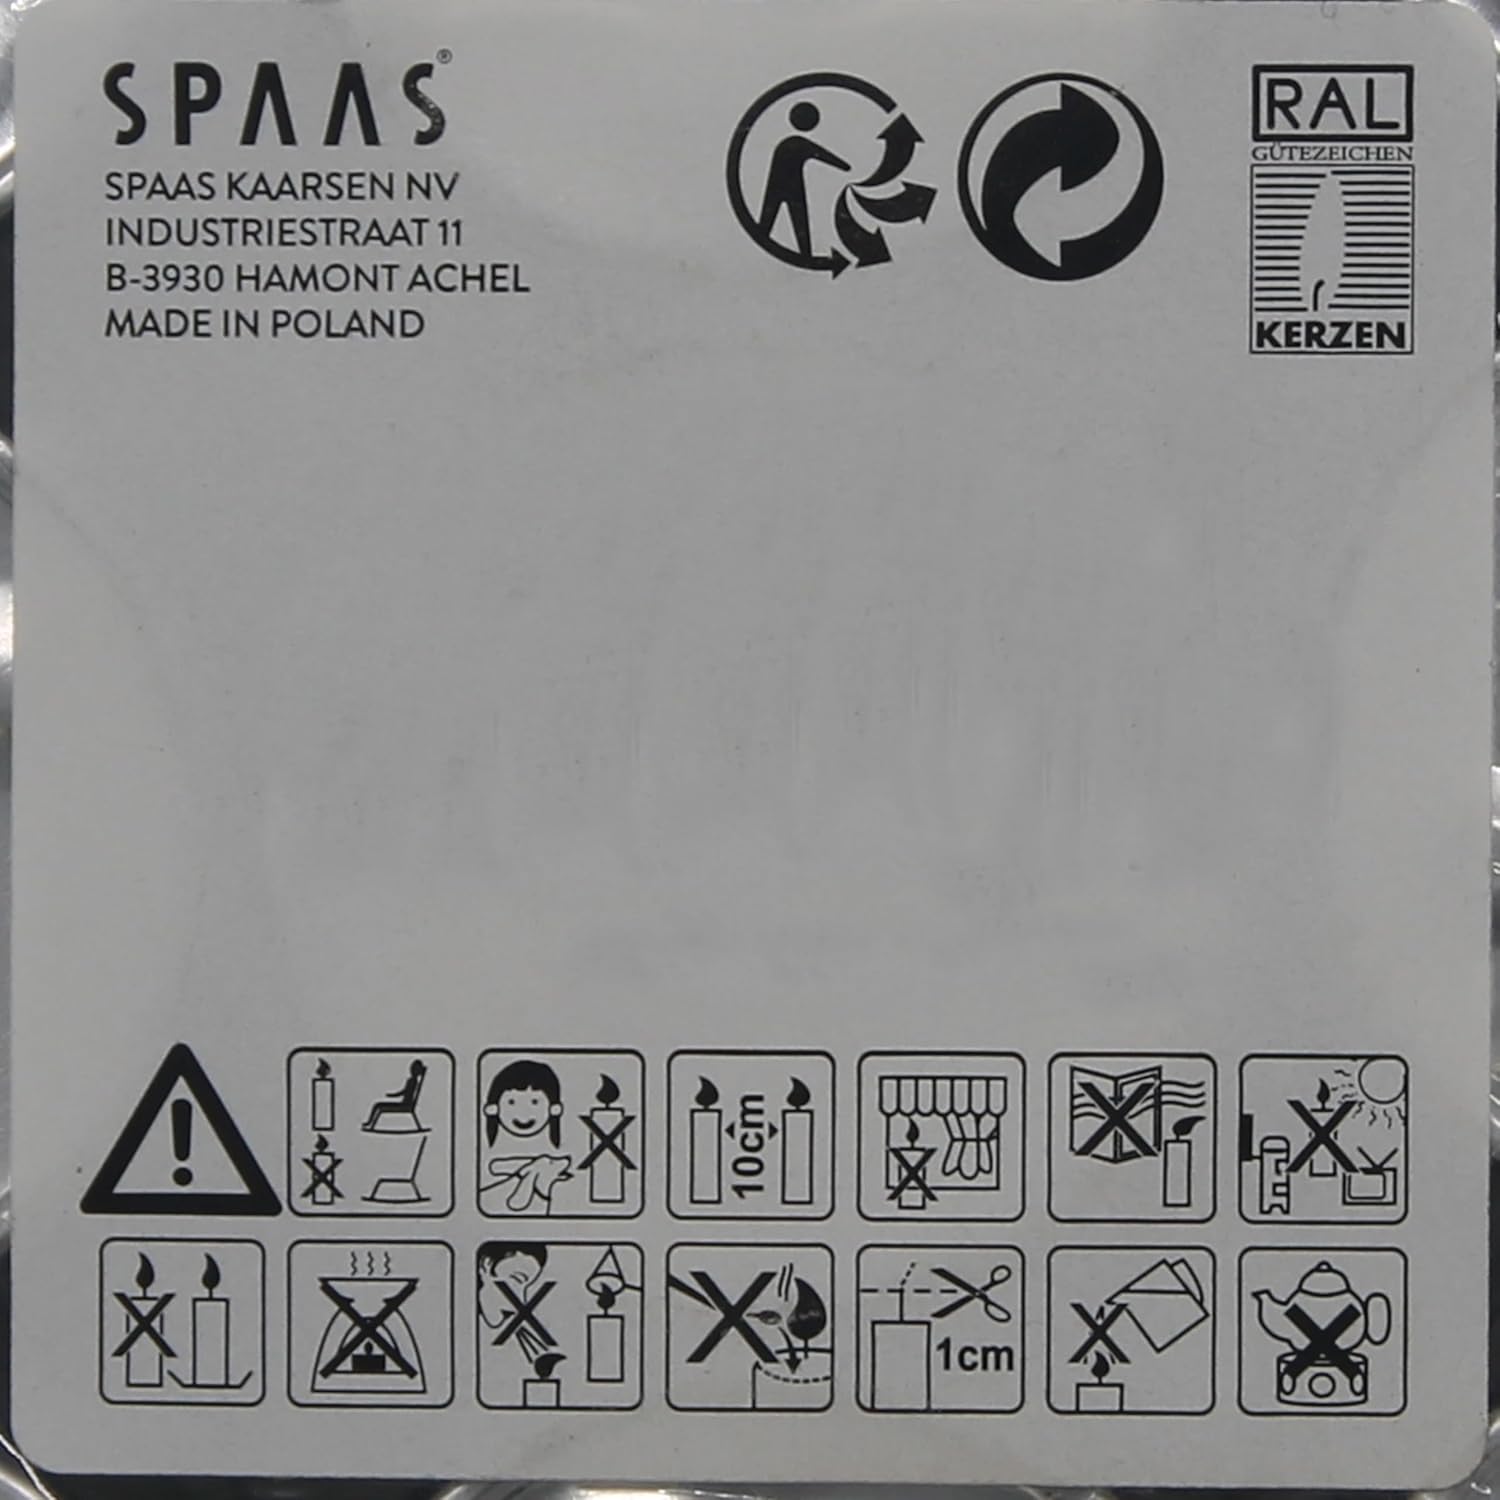 SPAAS®
SPAAS KAARSEN NV
INDUSTRIESTRAAT 11
B-3930 HAMONT ACHEL
MADE IN POLAND
RAL
GÜTEZEICHEN
KERZEN
10cm
1cm